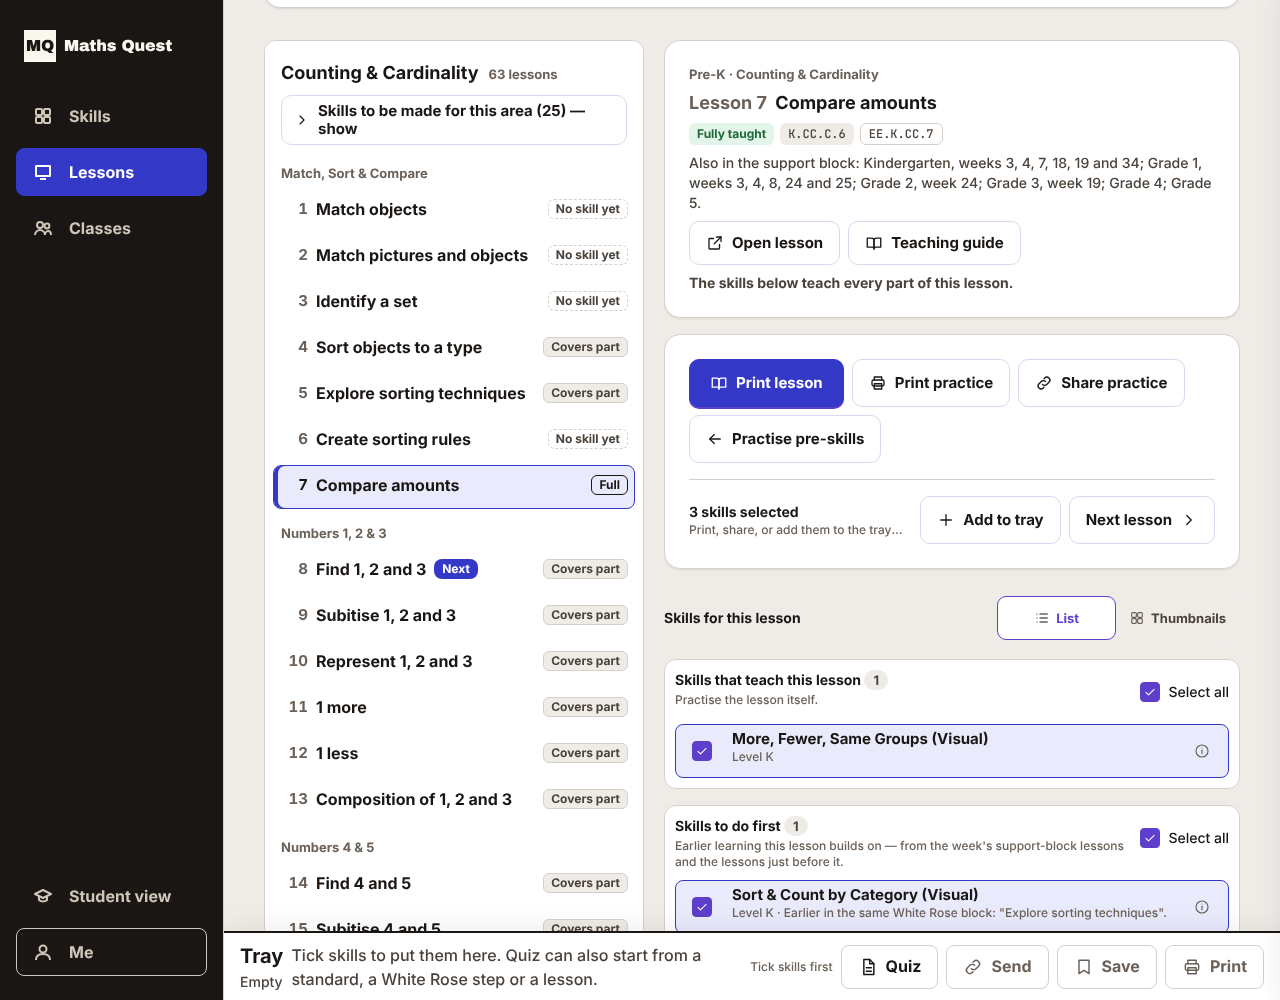 MQ Maths Quest
Skills
Lessons
Classes
Student view
Me
Counting & Cardinality 63 lessons
Skills to be made for this area (25) —
show
Match, Sort & Compare
1 Match objects No skill yet
2 Match pictures and objects No skill yet
3 Identify a set No skill yet
4 Sort objects to a type Covers part
5 Explore sorting techniques Covers part
6 Create sorting rules No skill yet
7 Compare amounts Full
Numbers 1, 2 & 3
8 Find 1, 2 and 3 Next Covers part
9 Subitise 1, 2 and 3 Covers part
10 Represent 1, 2 and 3 Covers part
11 1 more Covers part
12 1 less Covers part
13 Composition of 1, 2 and 3 Covers part
Numbers 4 & 5
14 Find 4 and 5 Covers part
15 Subitise 4 and 5 Covers part
Pre-K · Counting & Cardinality
Lesson 7 Compare amounts
Fully taught K.CC.C.6 EE.K.CC.7
Also in the support block: Kindergarten, weeks 3, 4, 7, 18, 19 and 34; Grade 1,
weeks 3, 4, 8, 24 and 25; Grade 2, week 24; Grade 3, week 19; Grade 4; Grade
5.
Open lesson Teaching guide
The skills below teach every part of this lesson.
Print lesson Print practice Share practice
Practise pre-skills
3 skills selected
Print, share, or add them to the tray...
Add to tray Next lesson
Skills for this lesson List Thumbnails
Skills that teach this lesson 1
Practise the lesson itself.
Select all
More, Fewer, Same Groups (Visual)
Level K
Skills to do first 1
Earlier learning this lesson builds on — from the week's support-block lessons
and the lessons just before it.
Select all
Sort & Count by Category (Visual)
Level K · Earlier in the same White Rose block: "Explore sorting techniques".
Tray
Empty
Tick skills to put them here. Quiz can also start from a
standard, a White Rose step or a lesson.
Tick skills first Quiz Send Save Print